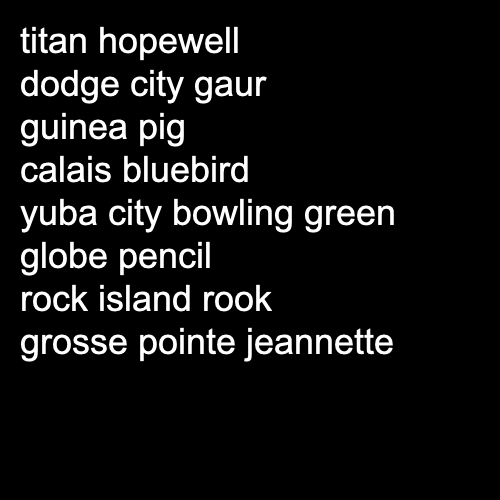 titan hopewell
dodge city gaur
guinea pig
calais bluebird
yuba city bowling green
globe pencil
rock island rook
grosse pointe jeannette